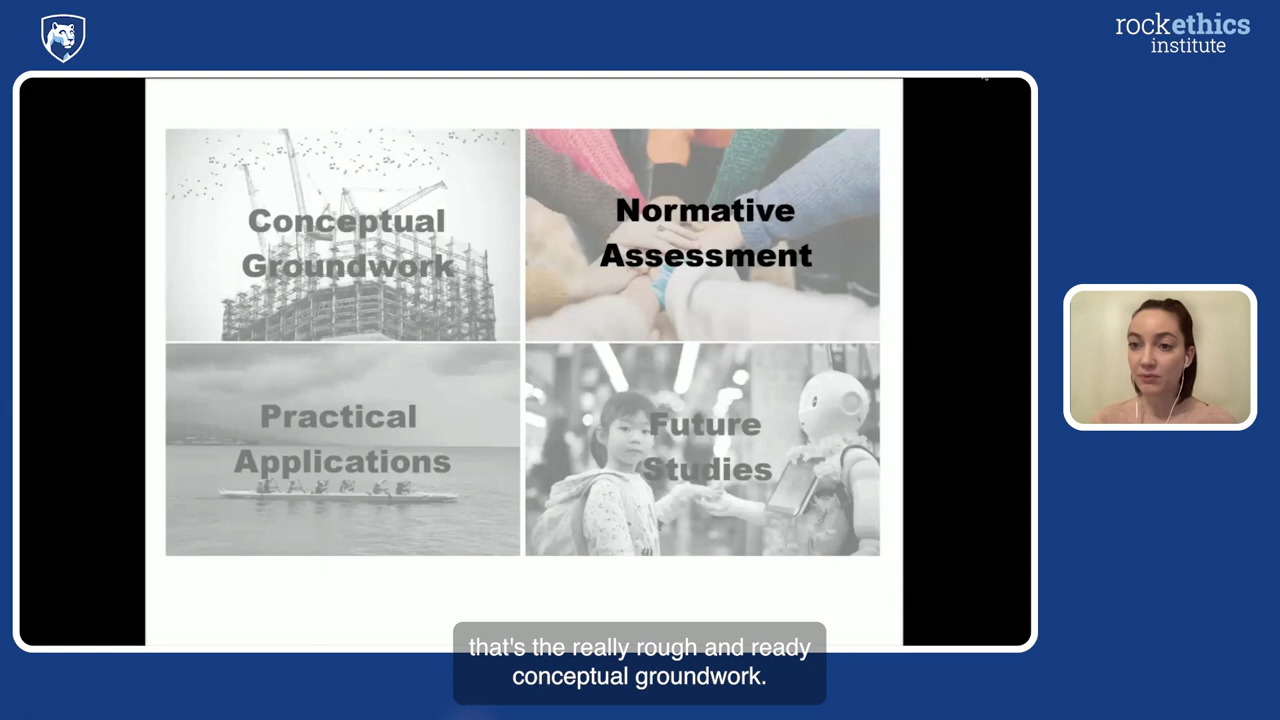 rockethics
institute
Conceptual
Groundwork
Normative
Assessment
Practical
Applications
Future
Studies
that's the really rough and ready
conceptual groundwork.